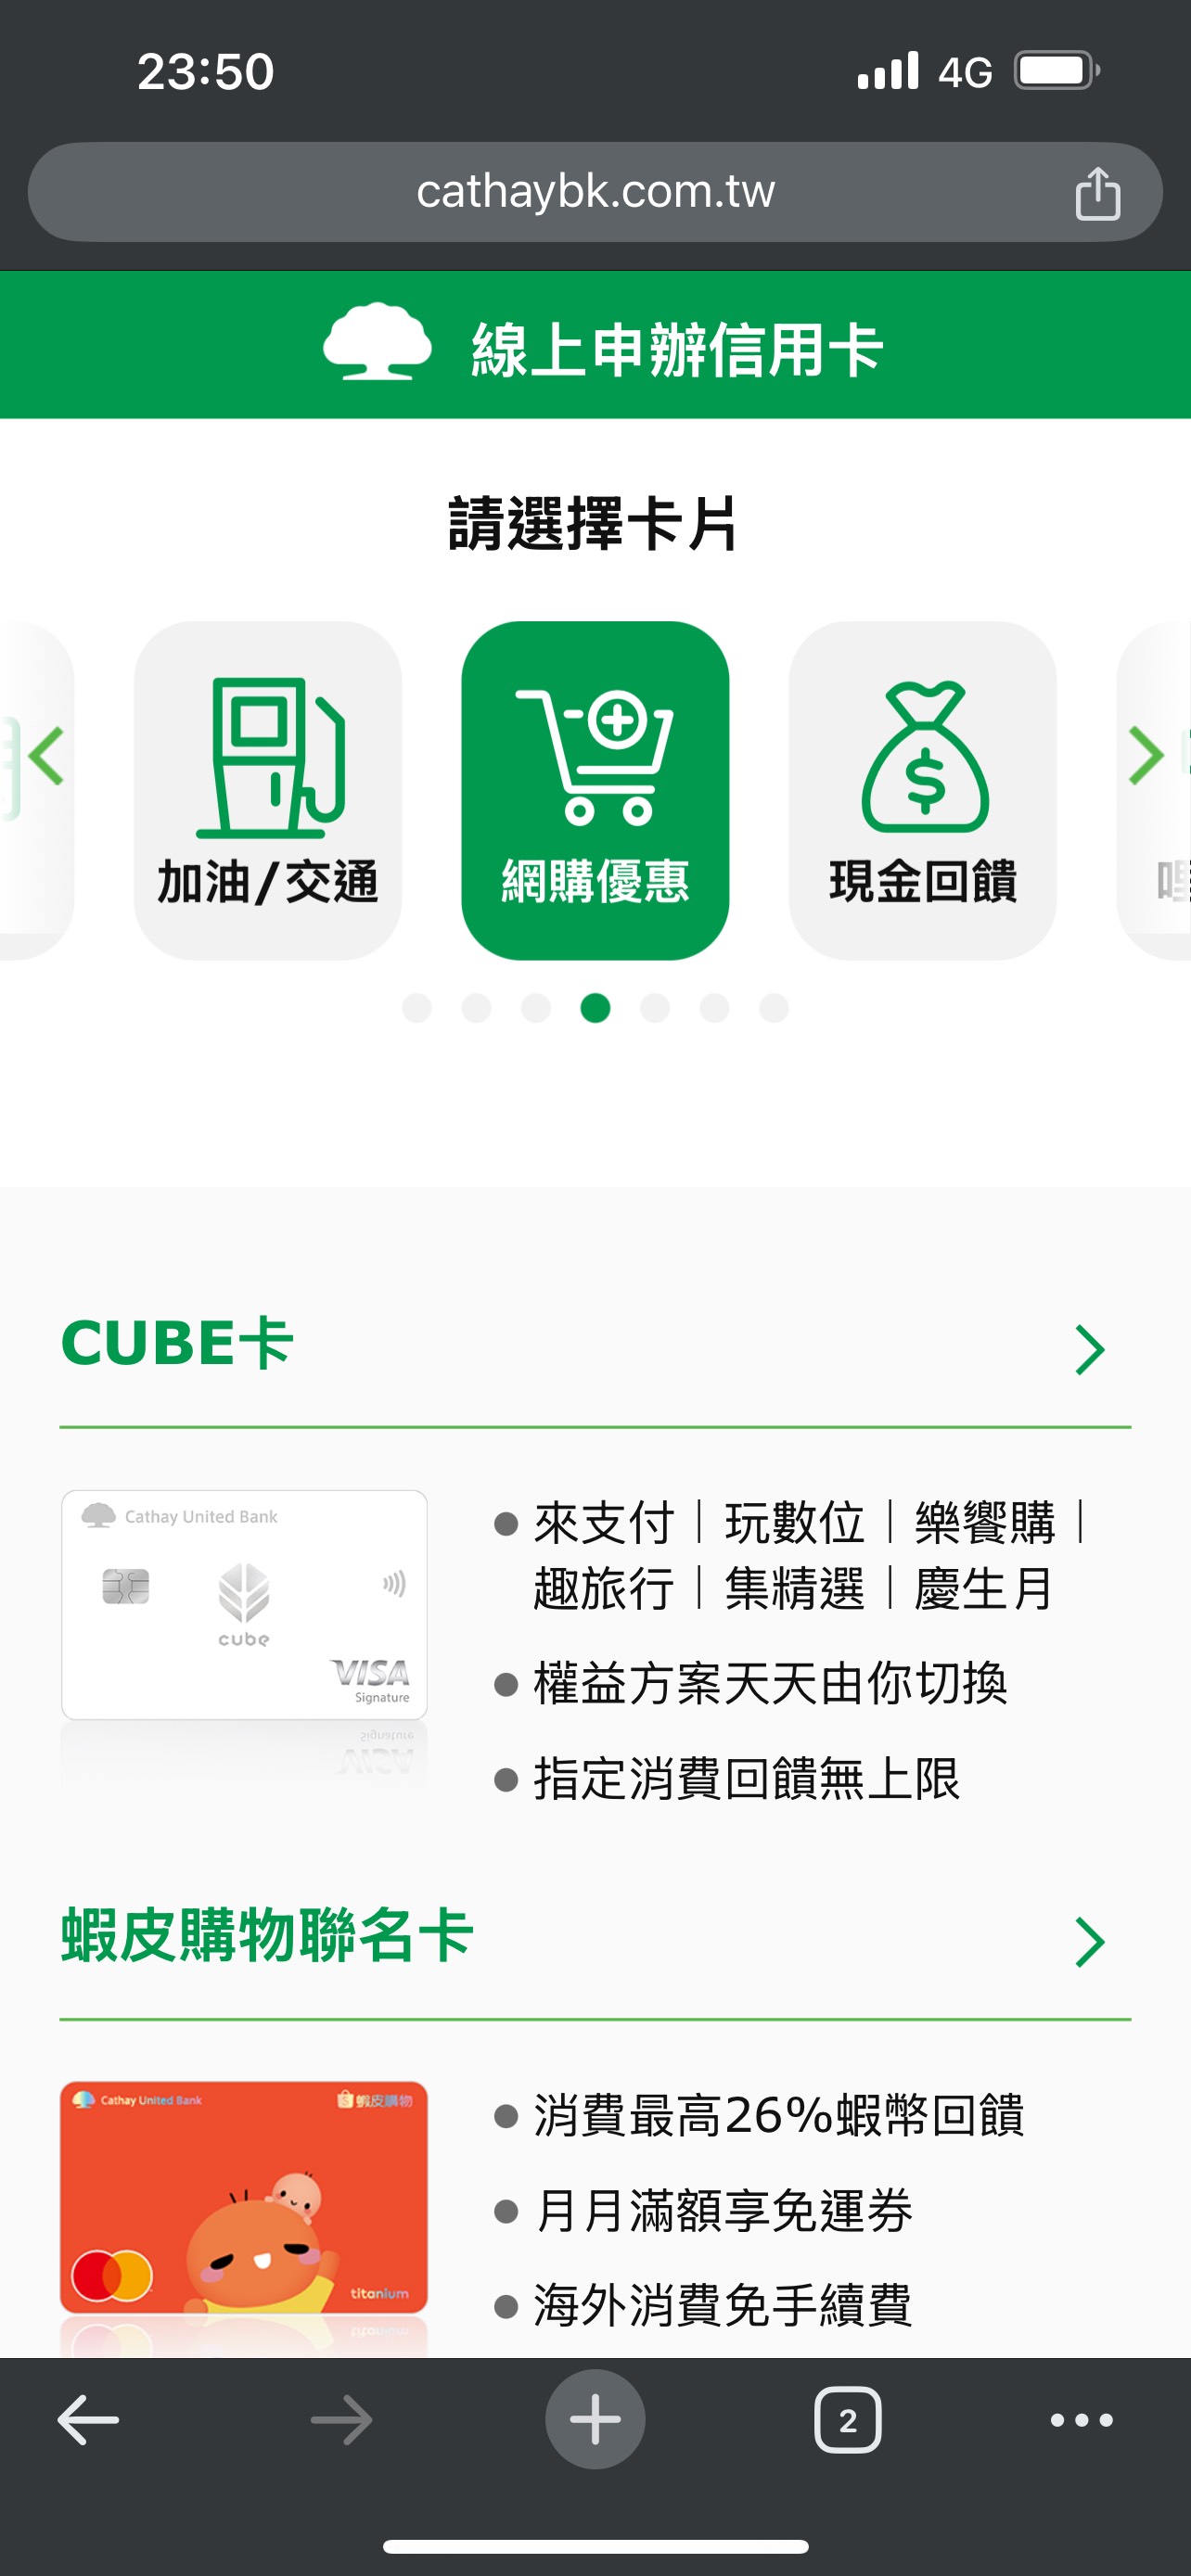 23:50
4G
cathaybk.com.tw
線上申辦信用卡
請選擇卡片
加油/交通
網購優惠
現金回饋
CUBE卡
Cathay United Bank
cube
VISA
Signature
來支付｜玩數位｜樂饗購｜
趣旅行｜集精選｜慶生月
權益方案天天由你切換
指定消費回饋無上限
蝦皮購物聯名卡
Cathay United Bank
蝦皮購物
titanium
消費最高26%蝦幣回饋
月月滿額享免運券
海外消費免手續費
2